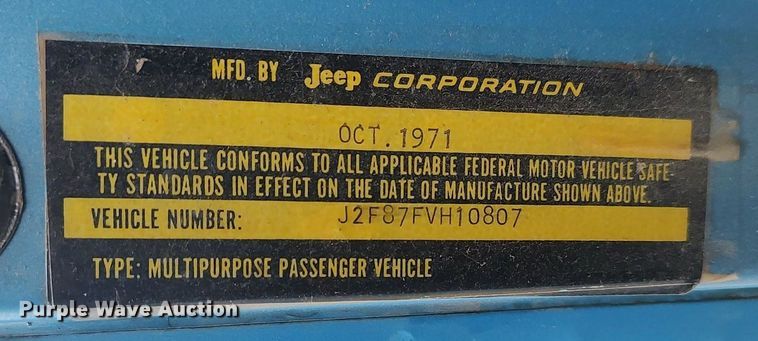 MFD. BY Jeep CORPORATION
OCT.1971
THIS VEHICLE CONFORMS TO ALL APPLICABLE FEDERAL MOTOR VEHICLE SAFE-
TY STANDARDS IN EFFECT ON THE DATE OF MANUFACTURE SHOWN ABOVE.
VEHICLE NUMBER: J2F87FVH10807
TYPE: MULTIPURPOSE PASSENGER VEHICLE
Purple Wave Auction